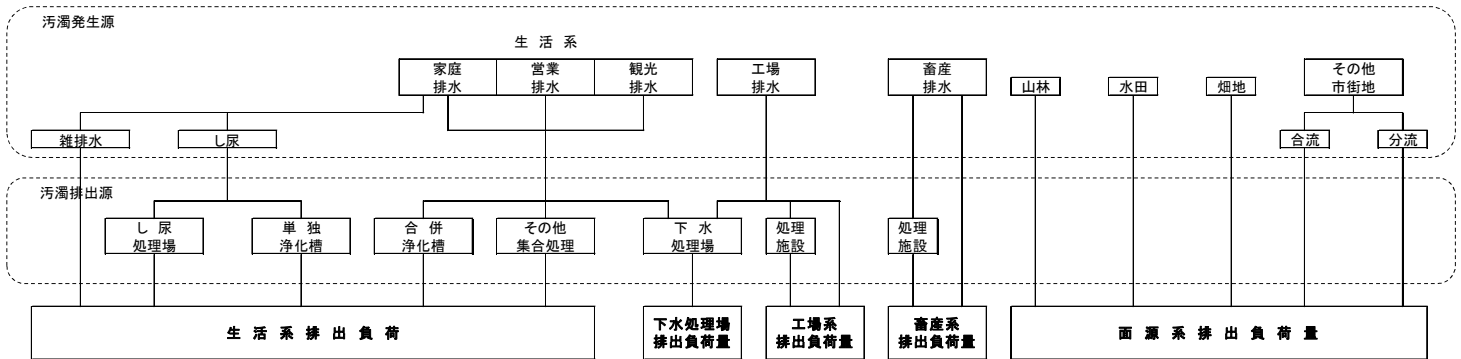 汚濁発生源
生 活 系
家庭
排水
営業
排水
観光
排水
工場
排水
畜産
排水
山林
水田
畑地
その他
市街地
雑排水
し尿
合流
分流
汚濁排出源
し 尿
処理場
単 独
浄化槽
合 併
浄化槽
その他
集合処理
下 水
処理場
処理
施設
処理
施設
生 活 系 排 出 負 荷
下水処理場
排出負荷量
工場系
排出負荷量
畜産系
排出負荷量
面 源 系 排 出 負 荷 量